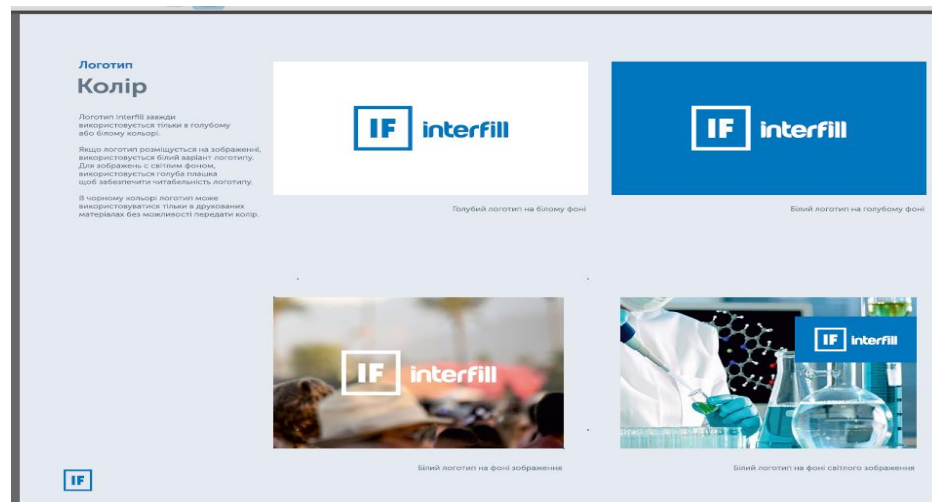 Логотип
Колір
Логотип Interfill завжди
використовується тільки в голубому
або білому кольорі.
Якщо логотип розміщується на зображенні,
використовується білий варіант логотипу.
Для зображень с світлим фоном,
використовується голуба плашка
щоб забезпечити читабельність логотипу.
В чорному кольорі логотип може
використовуватися тільки в друкованих
матеріалах без можливості передати колір.
IF interfill
Голубий логотип на білому фоні
IF interfill
Білий логотип на голубому фоні
IF interfill
Білий логотип на фоні зображення
IF interfill
Білий логотип на фоні світлого зображення
IF